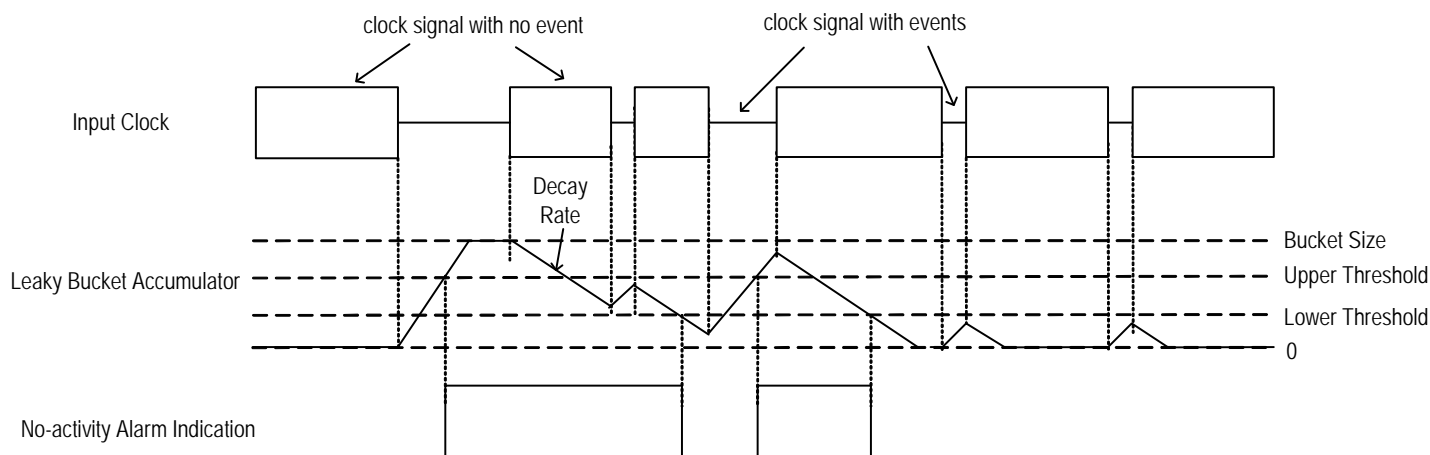 clock signal with no event
clock signal with events
Input Clock
Decay
Rate
Bucket Size
Leaky Bucket Accumulator
Upper Threshold
Lower Threshold
0
No-activity Alarm Indication